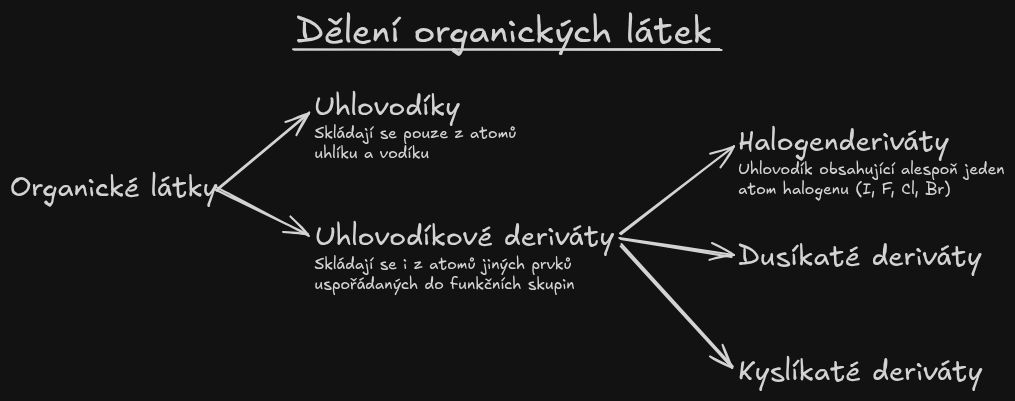 Dělení organických látek
Organické látky
Uhlovodíky
Skládají se pouze z atomů
uhlíku a vodíku
Uhlovodíkové deriváty
Skládají se i z atomů jiných prvků
uspořádaných do funkčních skupin
Halogenderiváty
Uhlovodík obsahující alespoň jeden
atom halogenu (I, F, Cl, Br)
Dusíkaté deriváty
Kyslíkaté deriváty